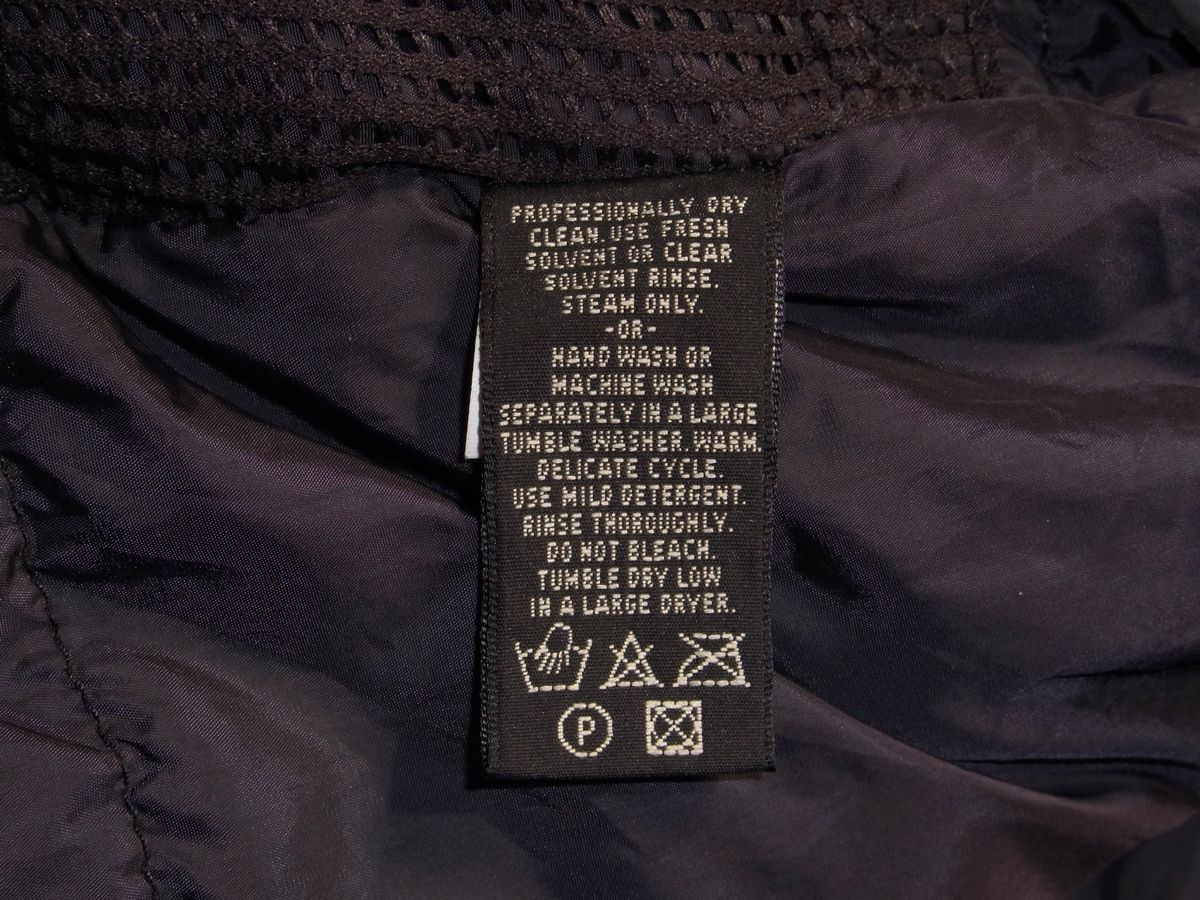 PROFESSIONALLY DRY
CLEAN. USE FRESH
SOLVENT OR CLEAR
SOLVENT RINSE.
STEAM ONLY.
-OR-
HAND WASH OR
MACHINE WASH
SEPARATELY IN A LARGE
TUMBLE WASHER WARM.
DELICATE CYCLE.
USE MILD DETERGENT.
RINSE THOROUGHLY.
DO NOT BLEACH.
TUMBLE DRY LOW
IN A LARGE DRYER.
P